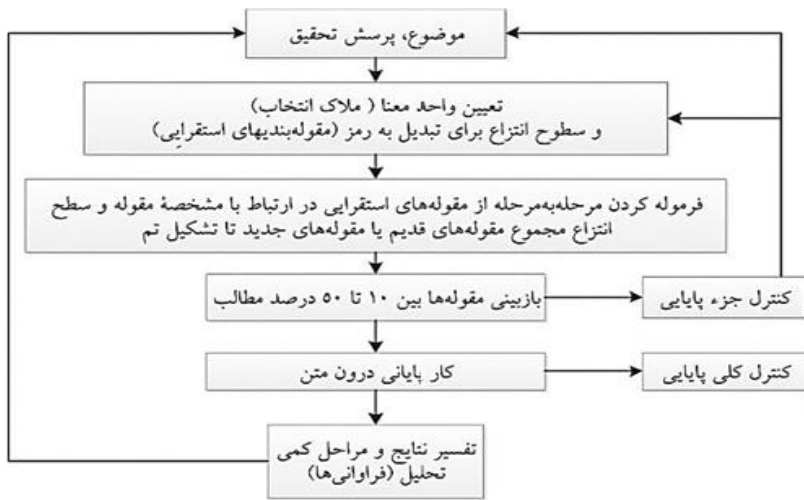 موضوع، پرسش تحقیق
تعیین واحد معنا ( ملاک انتخاب)
و سطوح انتزاع برای تبدیل به رمز (مقوله‌بندیهای استقرایِی)
فرموله کردن مرحله‌به‌مرحله از مقوله‌های استقرایی در ارتباط با مشخصهٔ مقوله و سطح
انتزاع مجموع مقوله‌های قدیم یا مقوله‌های جدید تا تشکیل تم
بازبینی مقوله‌ها بین ۱۰ تا ۵۰ درصد مطالب
کنترل جزء پایایی
کار پایانی درون متن
کنترل کلی پایایی
تفسیر نتایج و مراحل کمی
تحلیل (فراوانی‌ها)